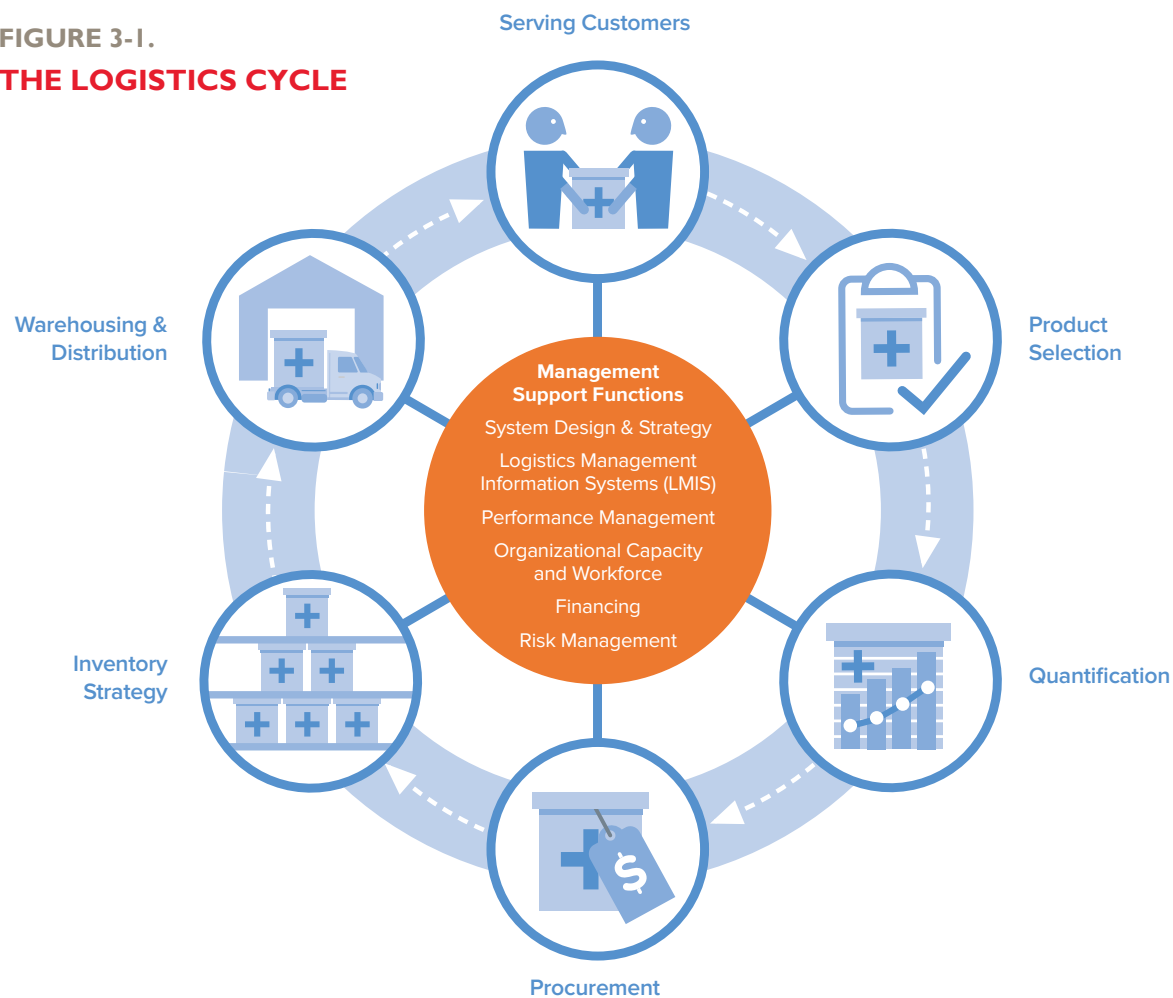 FIGURE 3-1.
THE LOGISTICS CYCLE
Serving Customers
Product
Selection
Quantification
Procurement
Inventory
Strategy
Warehousing &
Distribution
Management
Support Functions
System Design & Strategy
Logistics Management
Information Systems (LMIS)
Performance Management
Organizational Capacity
and Workforce
Financing
Risk Management
$